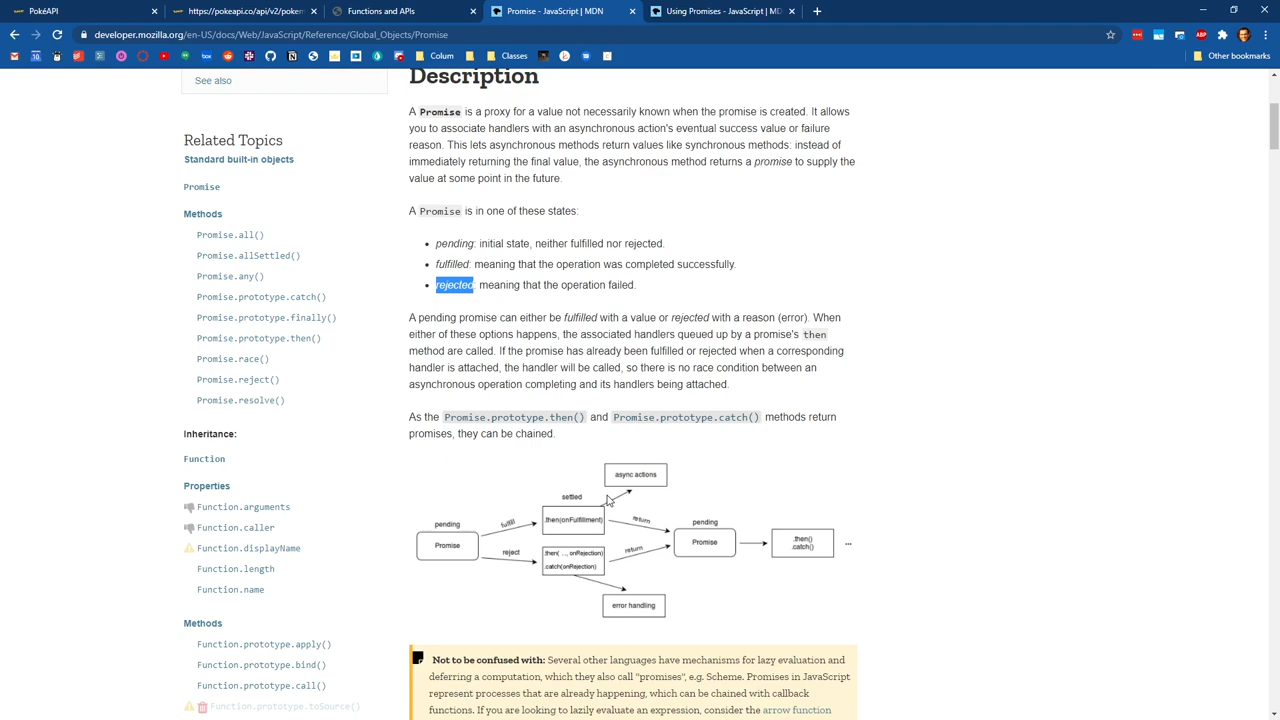 PokéAPI
https://pokeapi.co/api/v2/pokemon
Functions and APIs
Promise - JavaScript | MDN
Using Promises - JavaScript | MD
developer.mozilla.org/en-US/docs/Web/JavaScript/Reference/Global_Objects/Promise
Colum
Classes
Other bookmarks
See also
Related Topics
Standard built-in objects
Promise
Methods
Promise.all()
Promise.allSettled()
Promise.any()
Promise.prototype.catch()
Promise.prototype.finally()
Promise.prototype.then()
Promise.race()
Promise.reject()
Promise.resolve()
Inheritance:
Function
Properties
Function.arguments
Function.caller
Function.displayName
Function.length
Function.name
Methods
Function.prototype.apply()
Function.prototype.bind()
Function.prototype.call()
Function.prototype.toSource()
Description
A Promise is a proxy for a value not necessarily known when the promise is created. It allows
you to associate handlers with an asynchronous action's eventual success value or failure
reason. This lets asynchronous methods return values like synchronous methods: instead of
immediately returning the final value, the asynchronous method returns a promise to supply the
value at some point in the future.
A Promise is in one of these states:
• pending: initial state, neither fulfilled nor rejected.
• fulfilled: meaning that the operation was completed successfully.
• rejected: meaning that the operation failed.
A pending promise can either be fulfilled with a value or rejected with a reason (error). When
either of these options happens, the associated handlers queued up by a promise's then
method are called. If the promise has already been fulfilled or rejected when a corresponding
handler is attached, the handler will be called, so there is no race condition between an
asynchronous operation completing and its handlers being attached.
As the Promise.prototype.then() and Promise.prototype.catch() methods return
promises, they can be chained.
async actions
settled
pending
fulfill
.then(onFulfillment)
return
pending
Promise
Promise
.then()
.catch()
...
reject
.then( ..., onRejection)
.catch(onRejection)
return
error handling
Not to be confused with: Several other languages have mechanisms for lazy evaluation and
deferring a computation, which they also call "promises", e.g. Scheme. Promises in JavaScript
represent processes that are already happening, which can be chained with callback
functions. If you are looking to lazily evaluate an expression, consider the arrow function